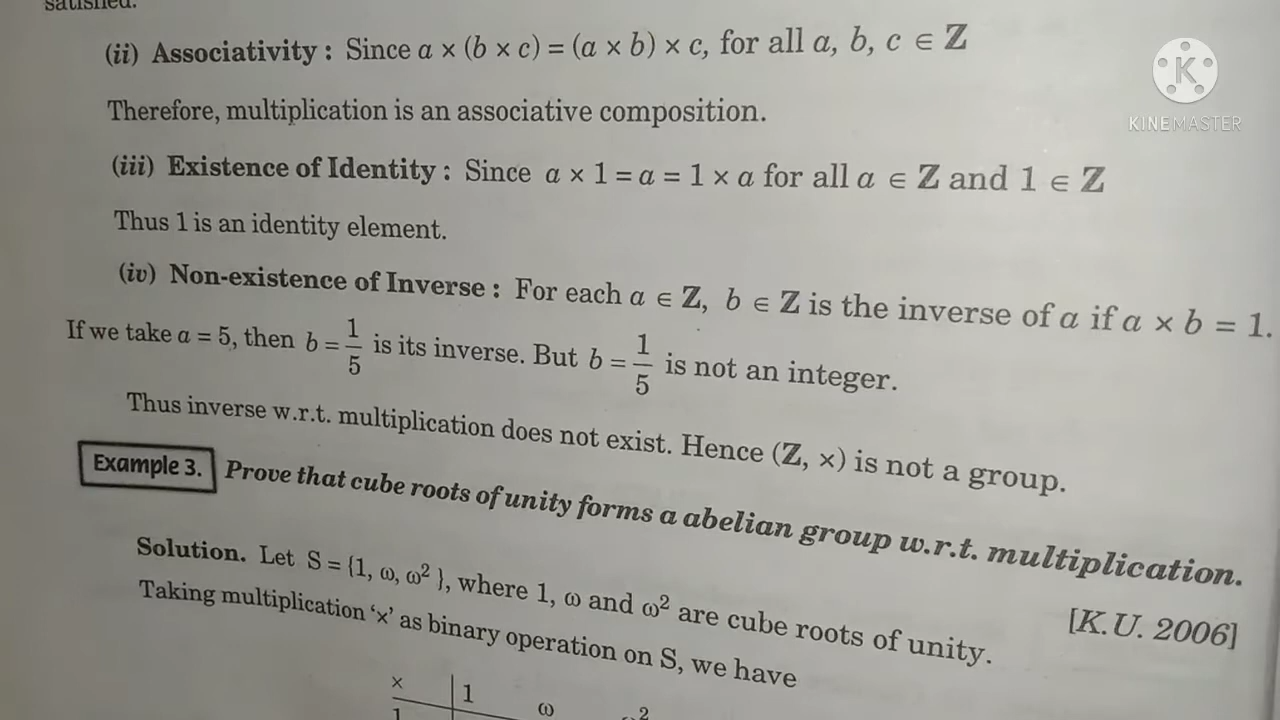 satisfied.
(ii) Associativity : Since a × (b × c) = (a × b) × c, for all a, b, c ∈ ℤ
KINEMASTER
Therefore, multiplication is an associative composition.
(iii) Existence of Identity : Since a × 1 = a = 1 × a for all a ∈ ℤ and 1 ∈ ℤ
Thus 1 is an identity element.
(iv) Non-existence of Inverse : For each a ∈ ℤ, b ∈ ℤ is the inverse of a if a × b = 1.
If we take a = 5, then b = 1/5 is its inverse. But b = 1/5 is not an integer.
Thus inverse w.r.t. multiplication does not exist. Hence (ℤ, ×) is not a group.
Example 3. Prove that cube roots of unity forms a abelian group w.r.t. multiplication.
[K.U. 2006]
Solution. Let S = {1, ω, ω² }, where 1, ω and ω² are cube roots of unity.
Taking multiplication ‘×’ as binary operation on S, we have
× 1 ω ω²
1